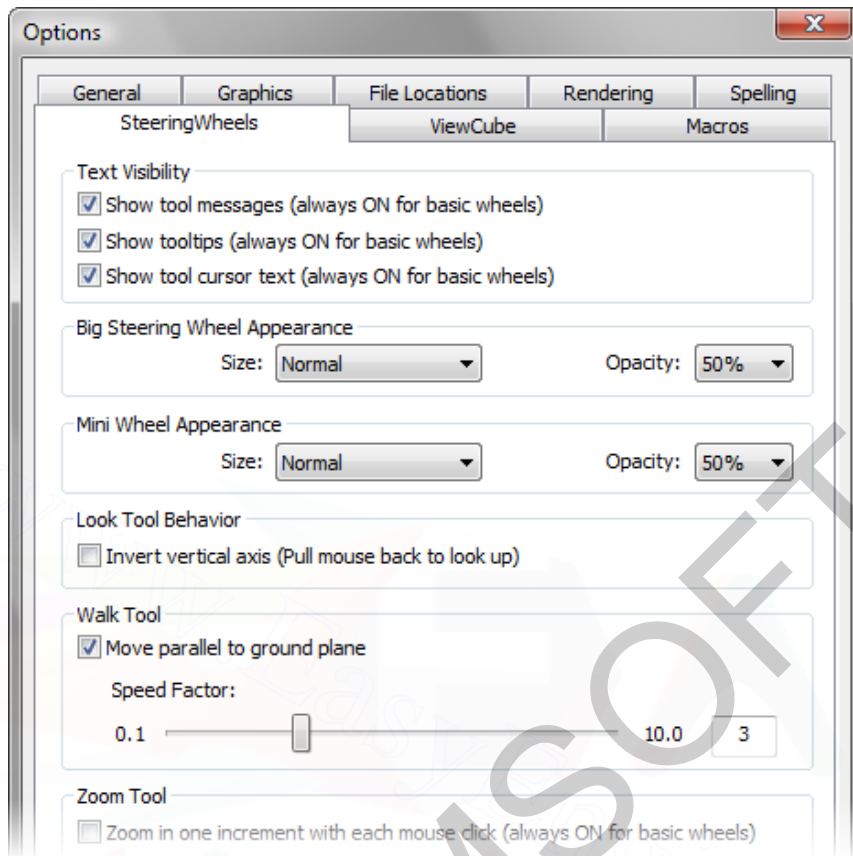 Options
General Graphics File Locations Rendering Spelling
SteeringWheels ViewCube Macros
Text Visibility
Show tool messages (always ON for basic wheels)
Show tooltips (always ON for basic wheels)
Show tool cursor text (always ON for basic wheels)
Big Steering Wheel Appearance
Size: Normal Opacity: 50%
Mini Wheel Appearance
Size: Normal Opacity: 50%
Look Tool Behavior
Invert vertical axis (Pull mouse back to look up)
Walk Tool
Move parallel to ground plane
Speed Factor:
0.1 10.0 3
Zoom Tool
Zoom in one increment with each mouse click (always ON for basic wheels)
MSOFT